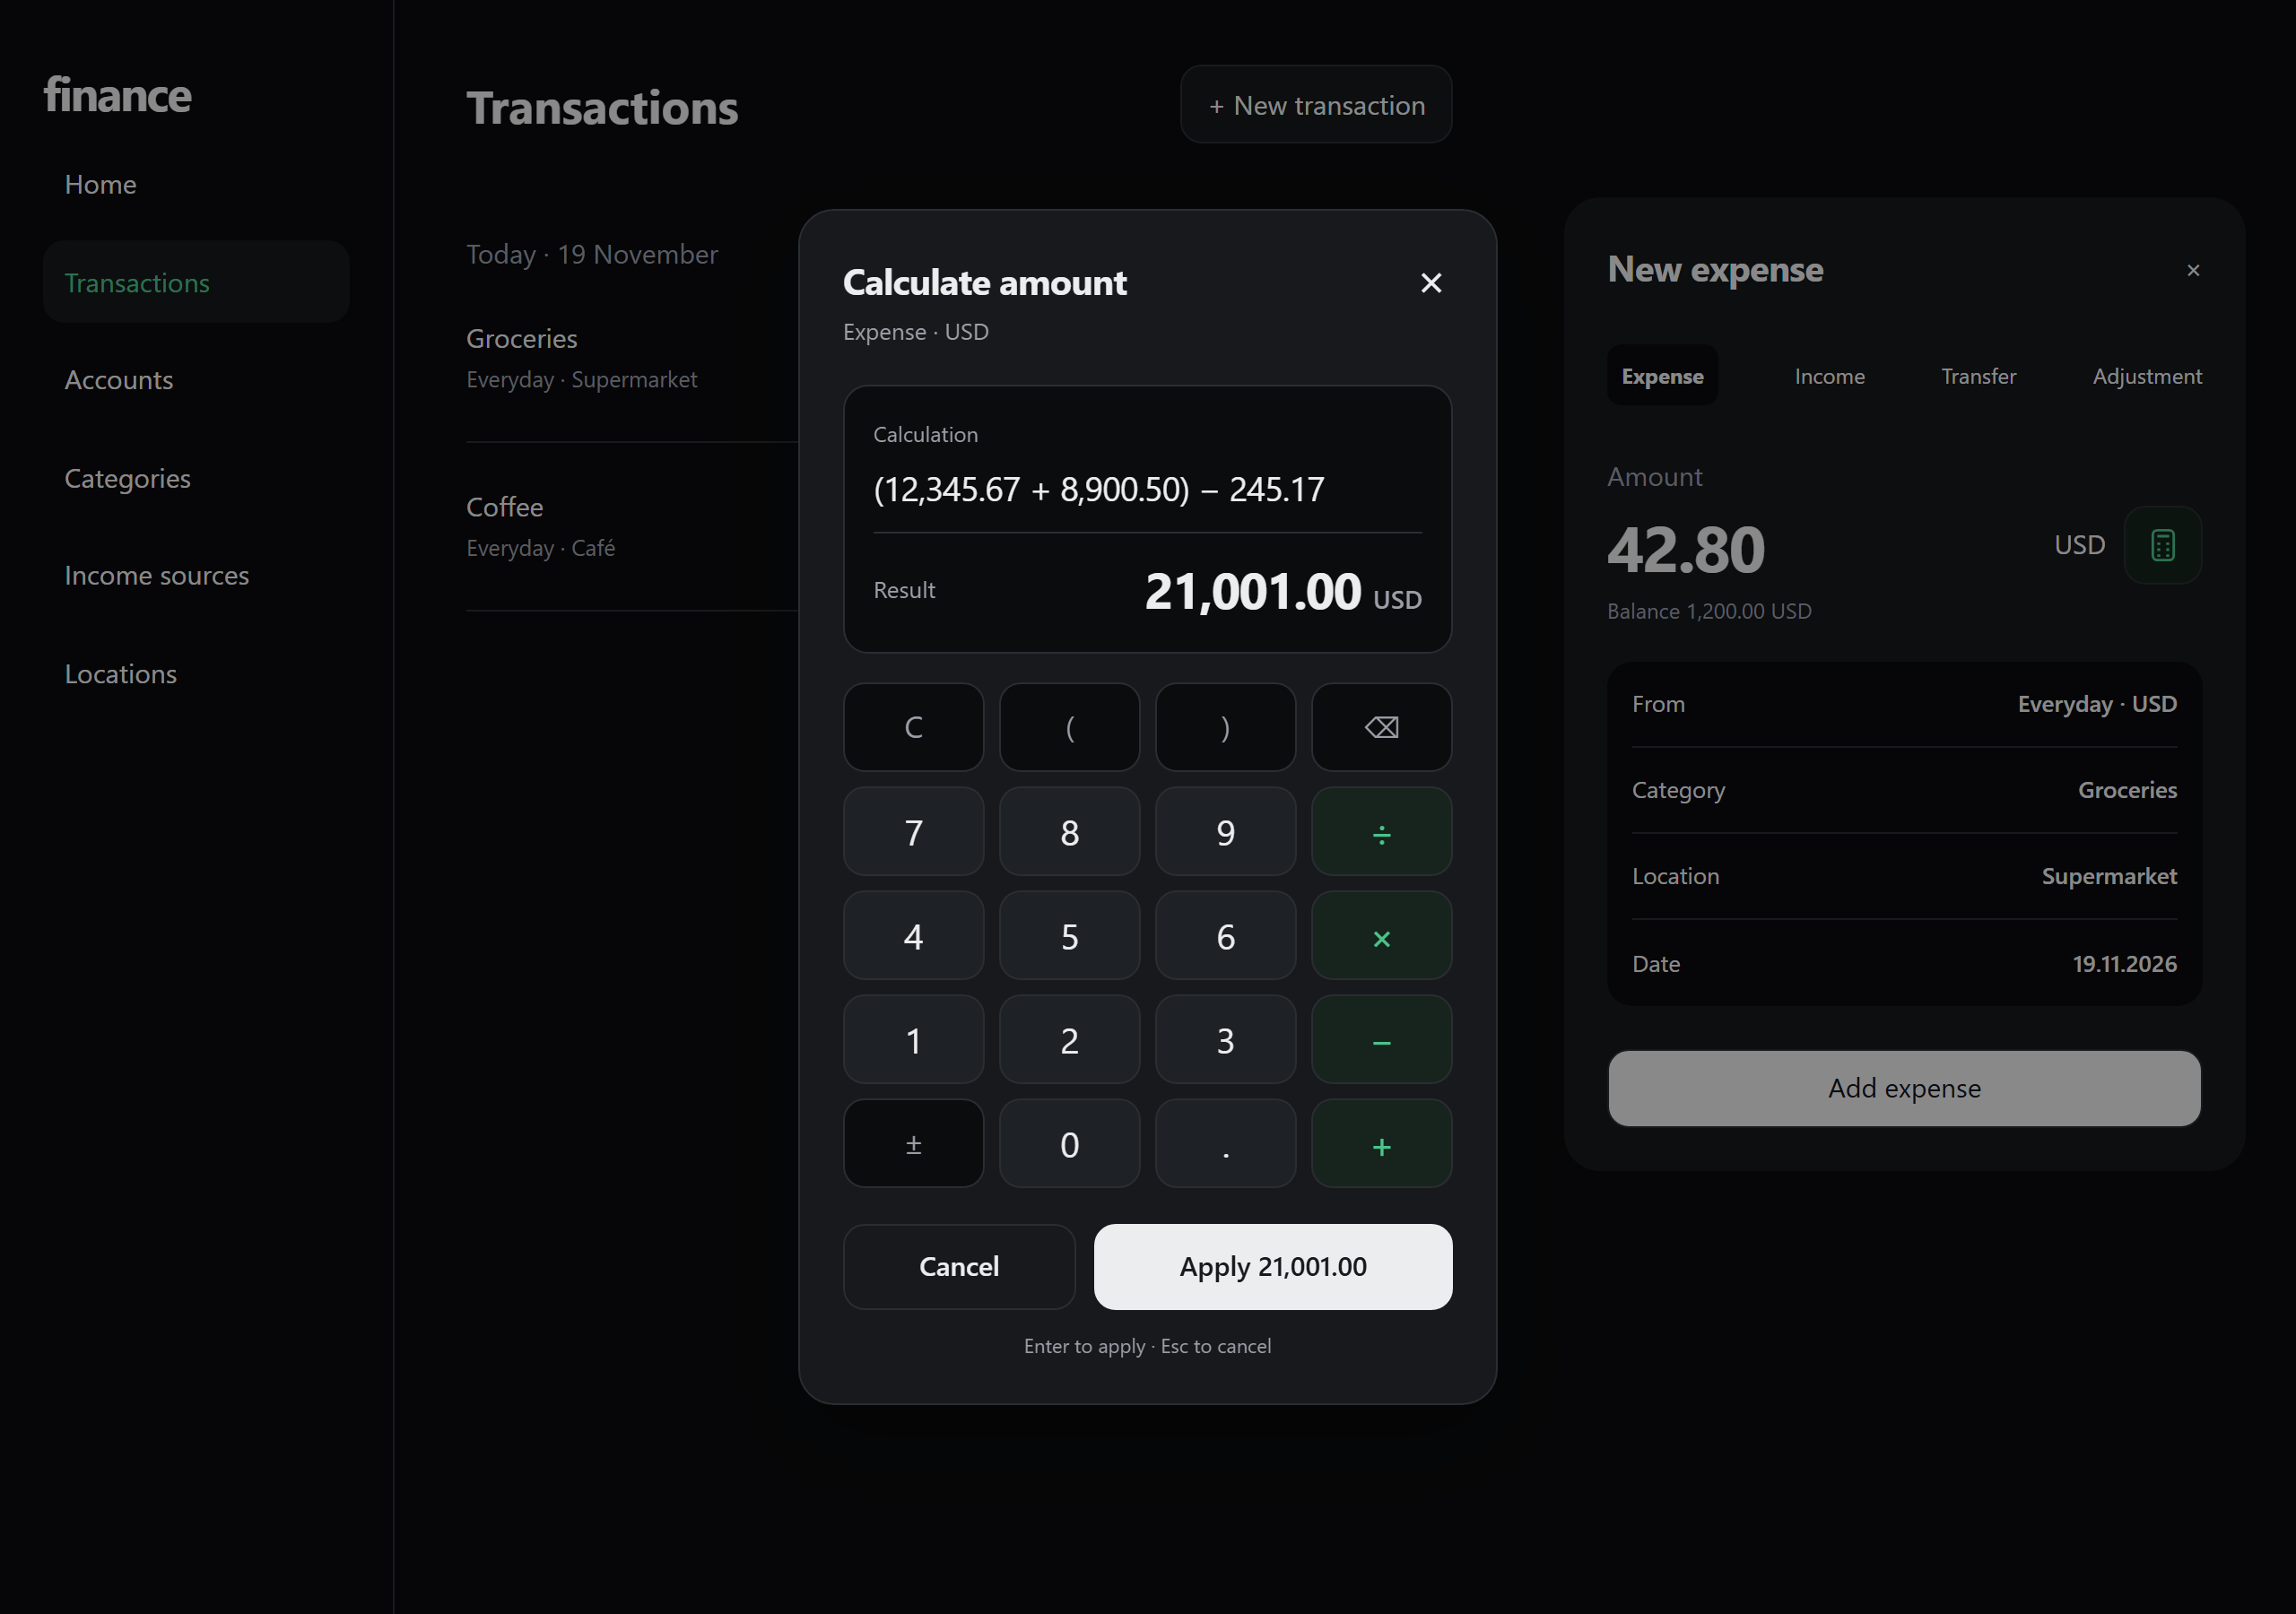 finance
Home
Transactions
Accounts
Categories
Income sources
Locations
Transactions
+ New transaction
Today · 19 November
Groceries
Everyday · Supermarket
Coffee
Everyday · Café
Calculate amount
×
Expense · USD
Calculation
(12,345.67 + 8,900.50) − 245.17
Result 21,001.00 USD
C ( ) ⌫
7 8 9 ÷
4 5 6 ×
1 2 3 −
± 0 . +
Cancel Apply 21,001.00
Enter to apply · Esc to cancel
New expense ×
Expense Income Transfer Adjustment
Amount
42.80 USD
Balance 1,200.00 USD
From Everyday · USD
Category Groceries
Location Supermarket
Date 19.11.2026
Add expense